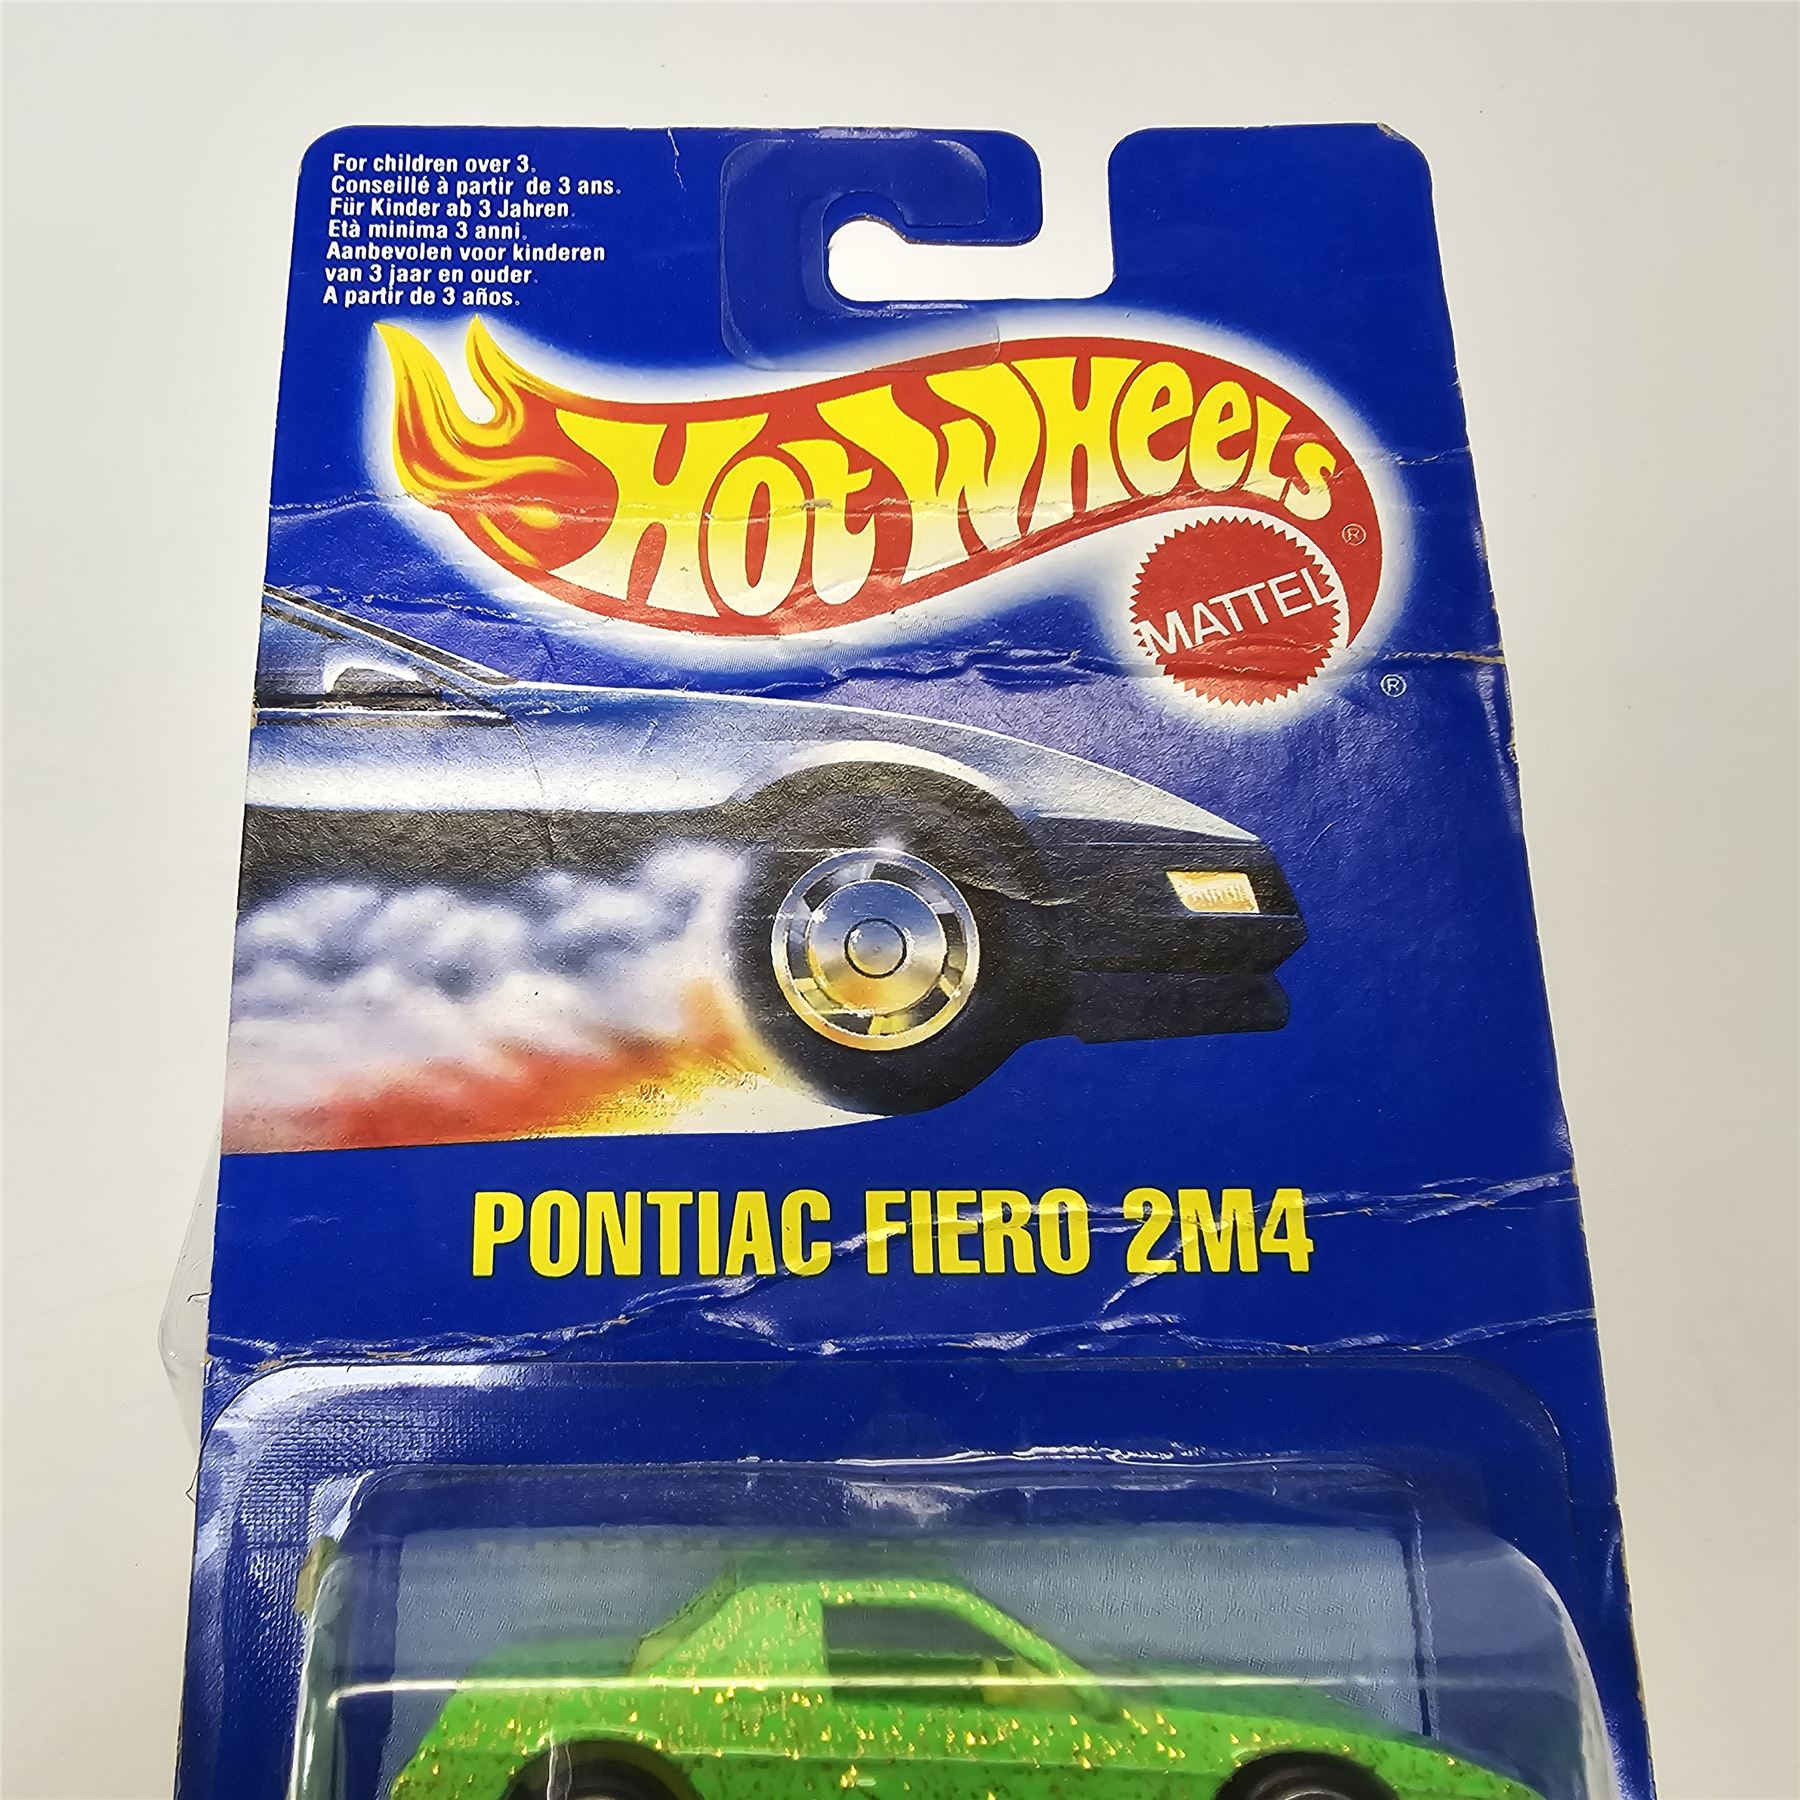 For children over 3.
Conseillé à partir de 3 ans.
Für Kinder ab 3 Jahren.
Età minima 3 anni.
Aanbevolen voor kinderen
van 3 jaar en ouder.
A partir de 3 años.
HOT WHEELS ®
MATTEL
®
PONTIAC FIERO 2M4